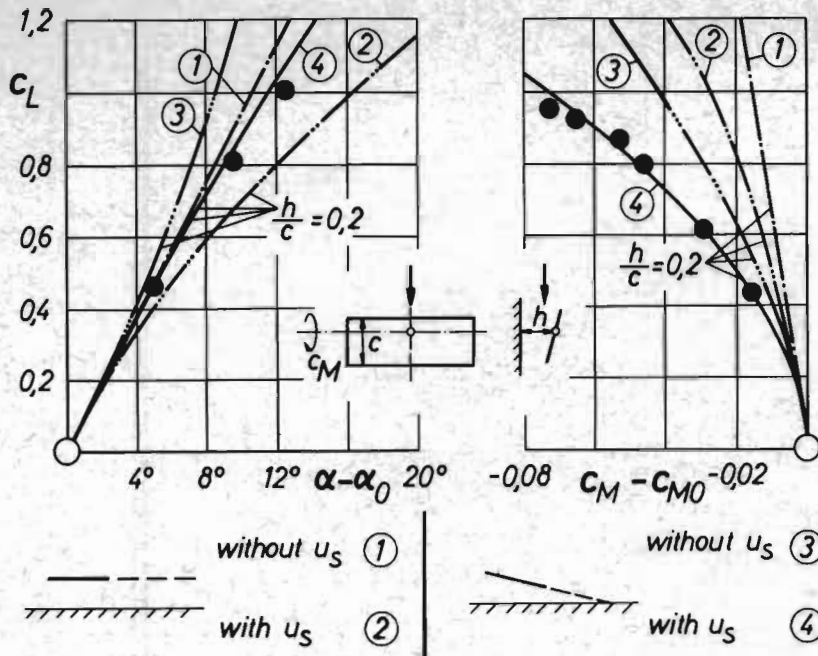 1,2
c_L
0,8
0,6
0,4
0,2
1
4
2
3
h/c = 0,2
4° 8° 12° α–α₀ 20°
3
2
1
4
h/c = 0,2
-0,08 c_M – c_M0 -0,02
c
c_M
h
without u_s 1
with u_s 2
without u_s 3
with u_s 4